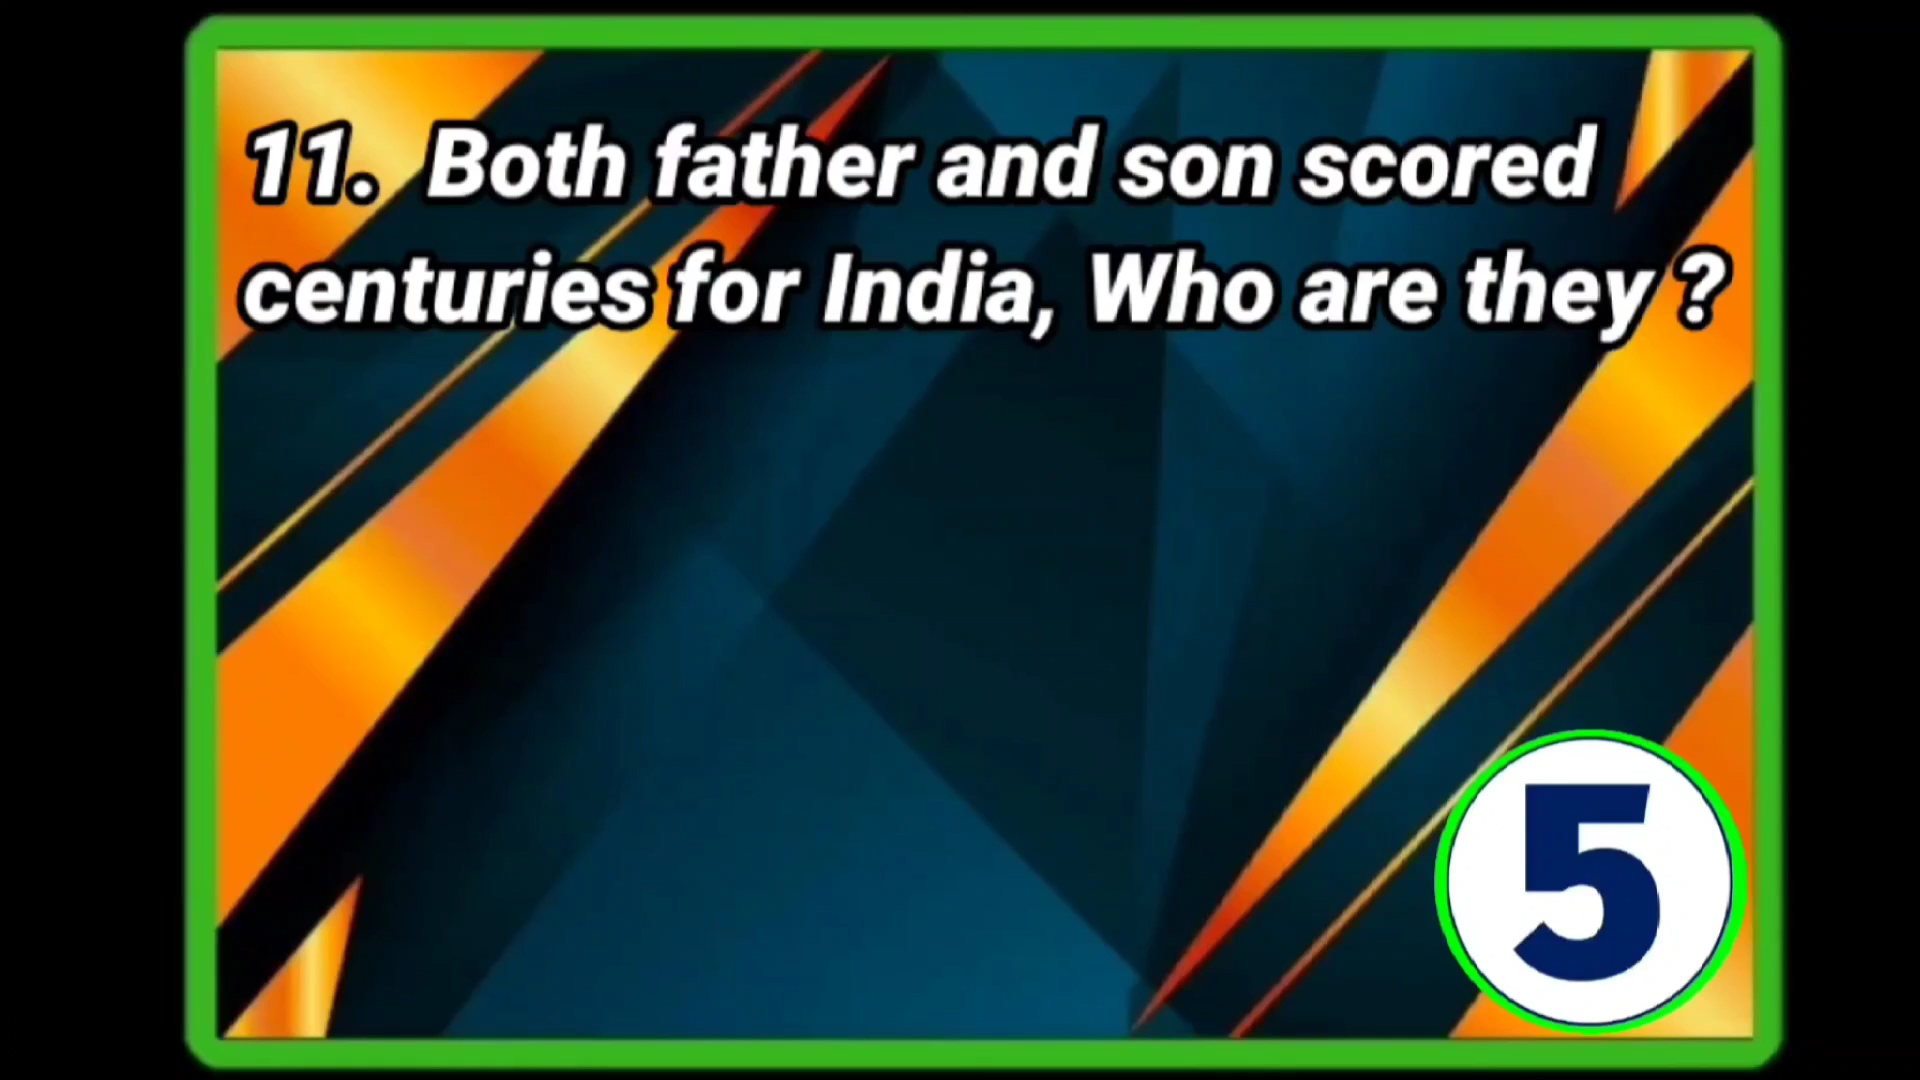 11. Both father and son scored
centuries for India, Who are they ?
5